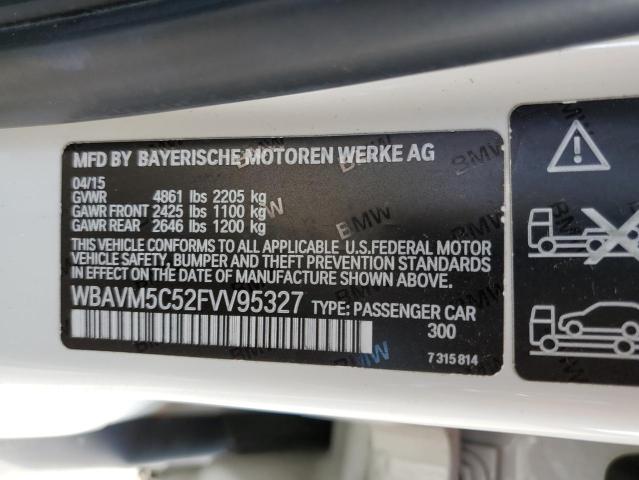 MFD BY BAYERISCHE MOTOREN WERKE AG
04/15
GVWR 4861 lbs 2205 kg
GAWR FRONT 2425 lbs 1100 kg
GAWR REAR 2646 lbs 1200 kg
THIS VEHICLE CONFORMS TO ALL APPLICABLE U.S.FEDERAL MOTOR
VEHICLE SAFETY, BUMPER AND THEFT PREVENTION STANDARDS
IN EFFECT ON THE DATE OF MANUFACTURE SHOWN ABOVE.
WBAVM5C52FVV95327 TYPE: PASSENGER CAR
300
7 315 814
BMW
BMW
BMW